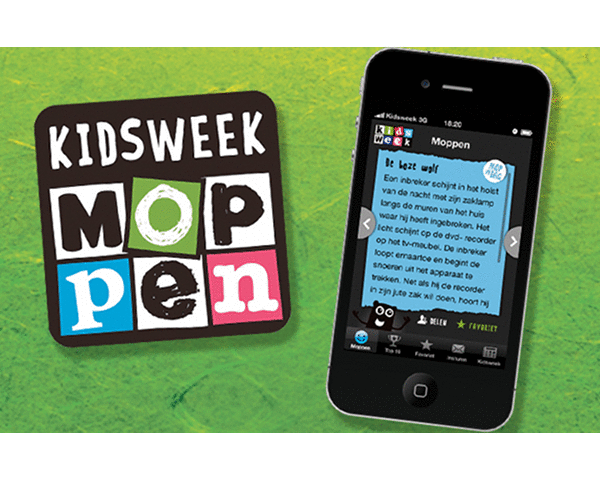 KIDSWEEK
MOP
pen
Kidsweek 3G
18:20
kids
week
Moppen
De boze wolf
Een inbreker schijnt in het holst
van de nacht met zijn zaklamp
langs de muren van het huis
waar hij heeft ingebroken. Het
licht schijnt op de dvd- recorder
op het tv-meubel. De inbreker
loopt ernaartoe en begint de
snoeren uit het apparaat te
trekken. Net als hij de recorder
in zijn jute zak wil doen, hoort hij
DELEN
FAVORIET
Moppen
Top 10
Favoriet
Insturen
Kidsweek